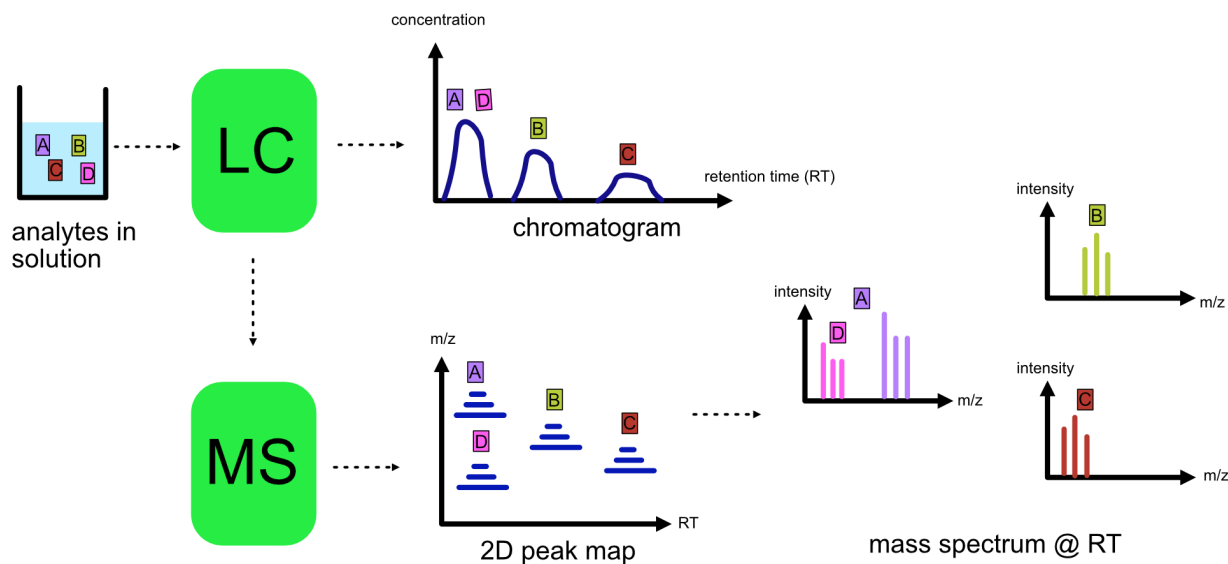 concentration
A
D
B
C
retention time (RT)
chromatogram
A
B
C
D
analytes in
solution
LC
MS
m/z
A
B
C
D
RT
2D peak map
intensity
A
D
m/z
intensity
B
m/z
intensity
C
m/z
mass spectrum @ RT